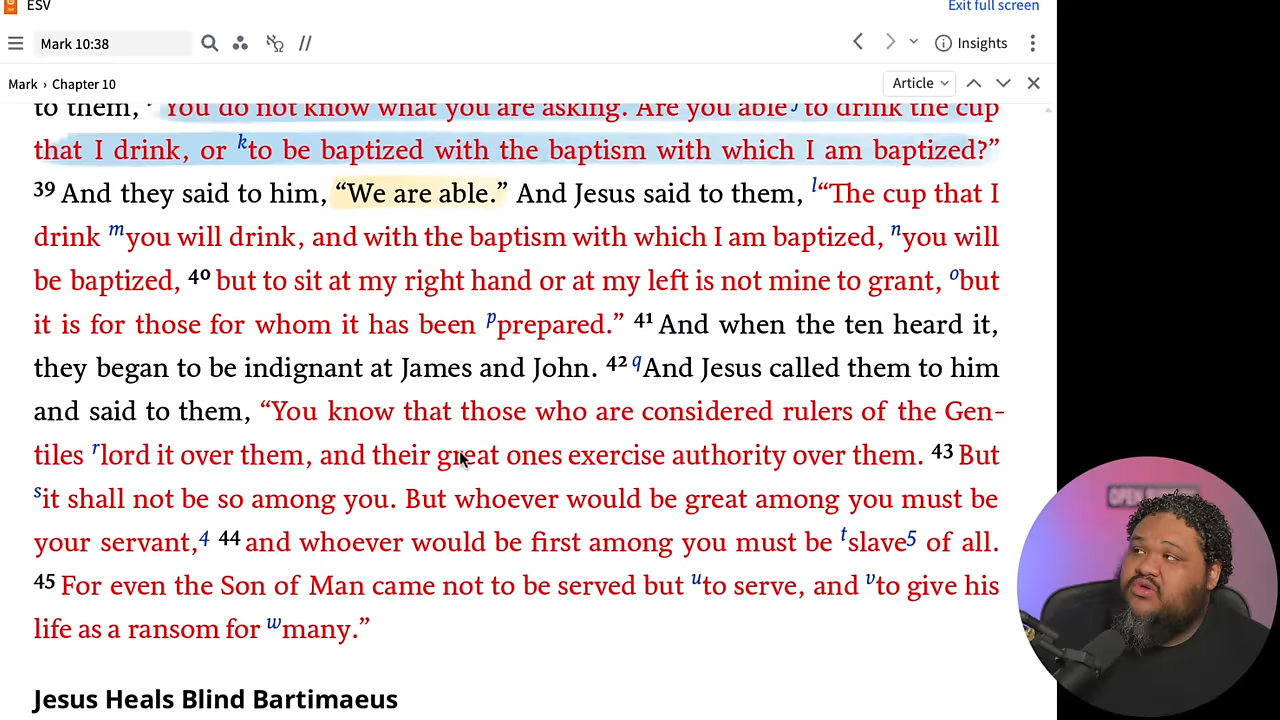 ESV
Exit full screen
Mark 10:38
Insights
Mark › Chapter 10
Article
to them, “You do not know what you are asking. Are you able j to drink the cup
that I drink, or k to be baptized with the baptism with which I am baptized?”
39 And they said to him, “We are able.” And Jesus said to them, l “The cup that I
drink m you will drink, and with the baptism with which I am baptized, n you will
be baptized, 40 but to sit at my right hand or at my left is not mine to grant, o but
it is for those for whom it has been p prepared.” 41 And when the ten heard it,
they began to be indignant at James and John. 42 q And Jesus called them to him
and said to them, “You know that those who are considered rulers of the Gen-
tiles r lord it over them, and their great ones exercise authority over them. 43 But
s it shall not be so among you. But whoever would be great among you must be
your servant,4 44 and whoever would be first among you must be t slave5 of all.
45 For even the Son of Man came not to be served but u to serve, and v to give his
life as a ransom for w many.”
Jesus Heals Blind Bartimaeus